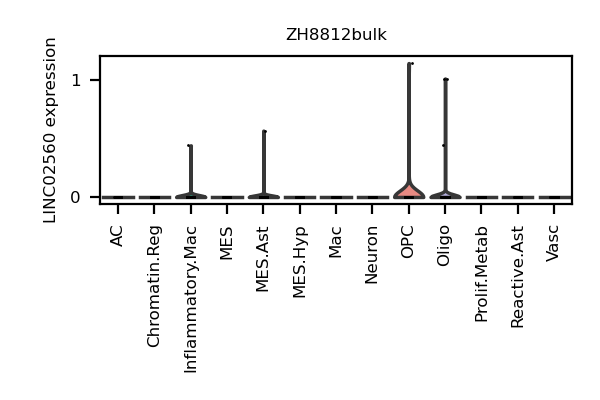 ZH8812bulk
LINC02560 expression
1
0
AC
Chromatin.Reg
Inflammatory.Mac
MES
MES.Ast
MES.Hyp
Mac
Neuron
OPC
Oligo
Prolif.Metab
Reactive.Ast
Vasc